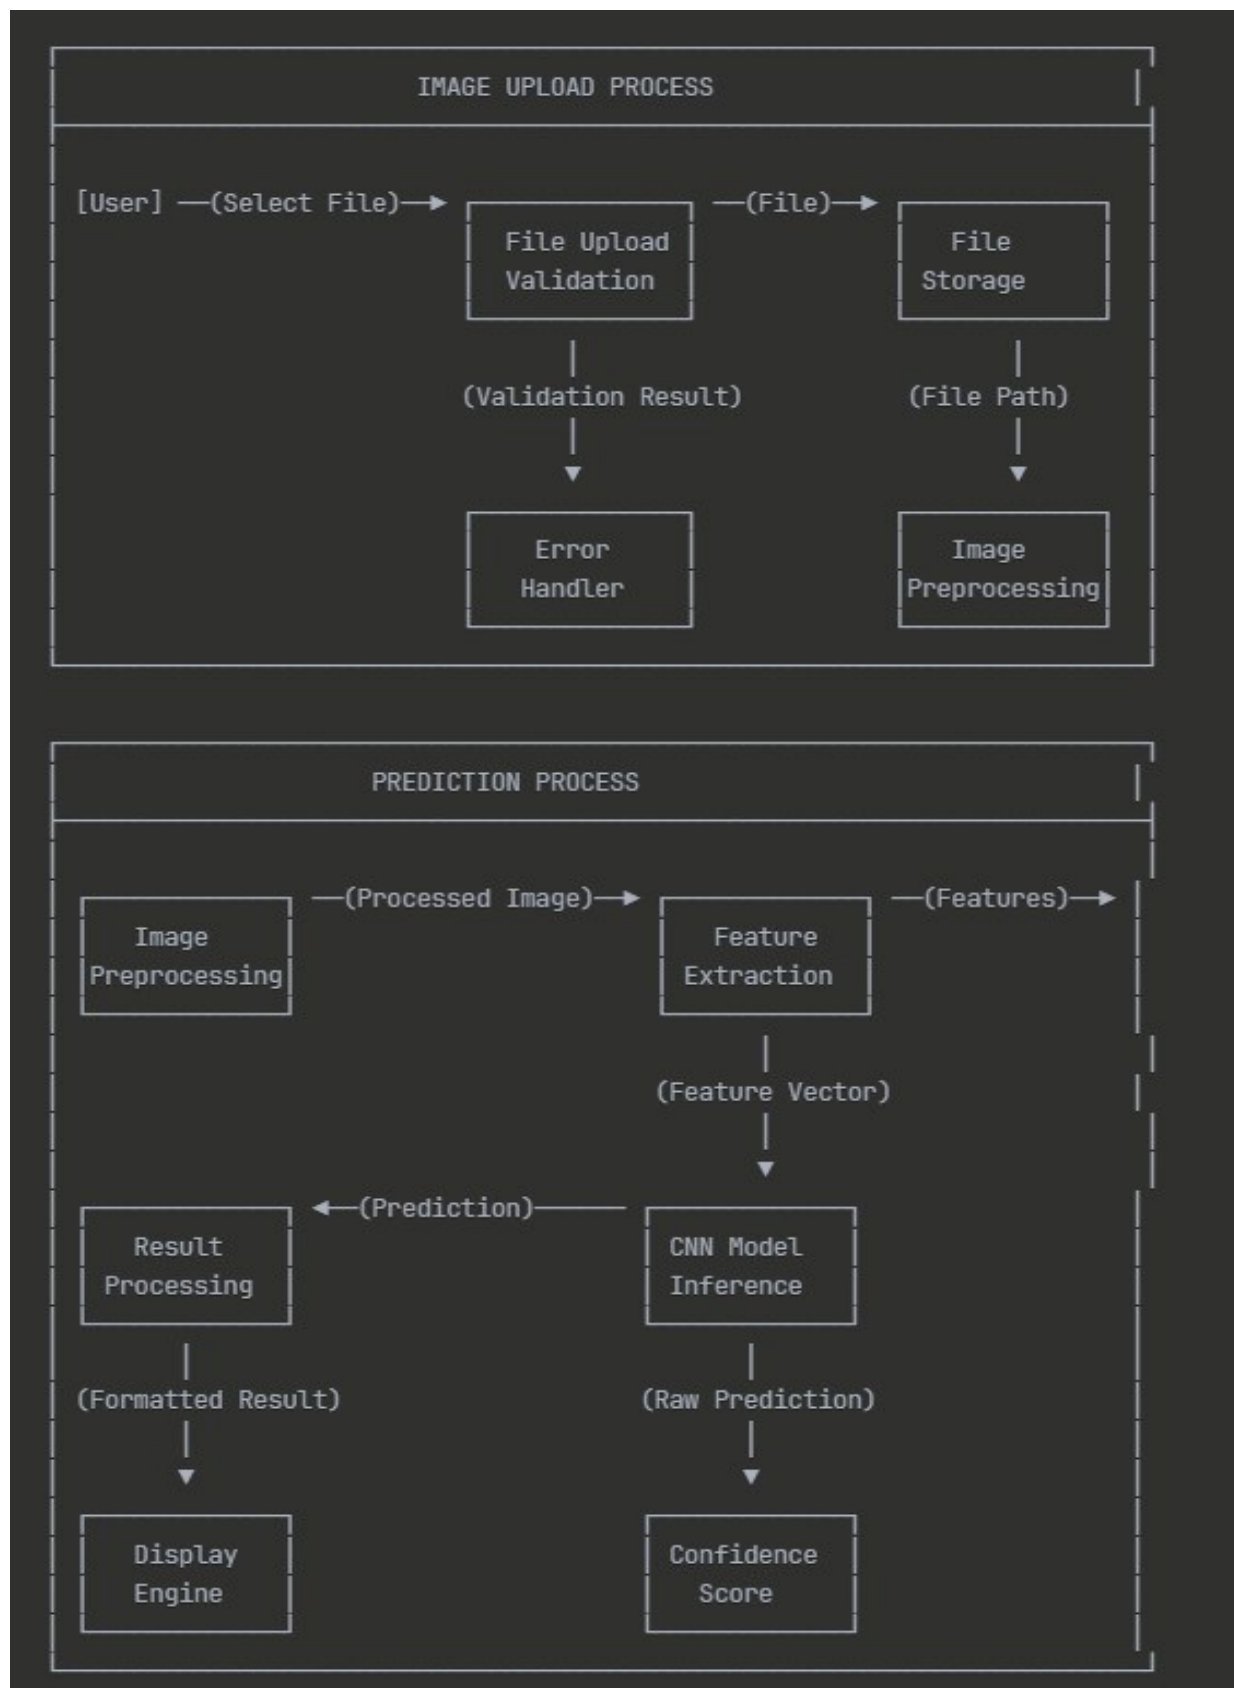 IMAGE UPLOAD PROCESS
[User] (Select File) (File)
File Upload File
Validation Storage
(Validation Result) (File Path)
Error Image
Handler Preprocessing
PREDICTION PROCESS
(Processed Image) (Features)
Image Feature
Preprocessing Extraction
(Feature Vector)
(Prediction)
Result CNN Model
Processing Inference
(Formatted Result) (Raw Prediction)
Display Confidence
Engine Score